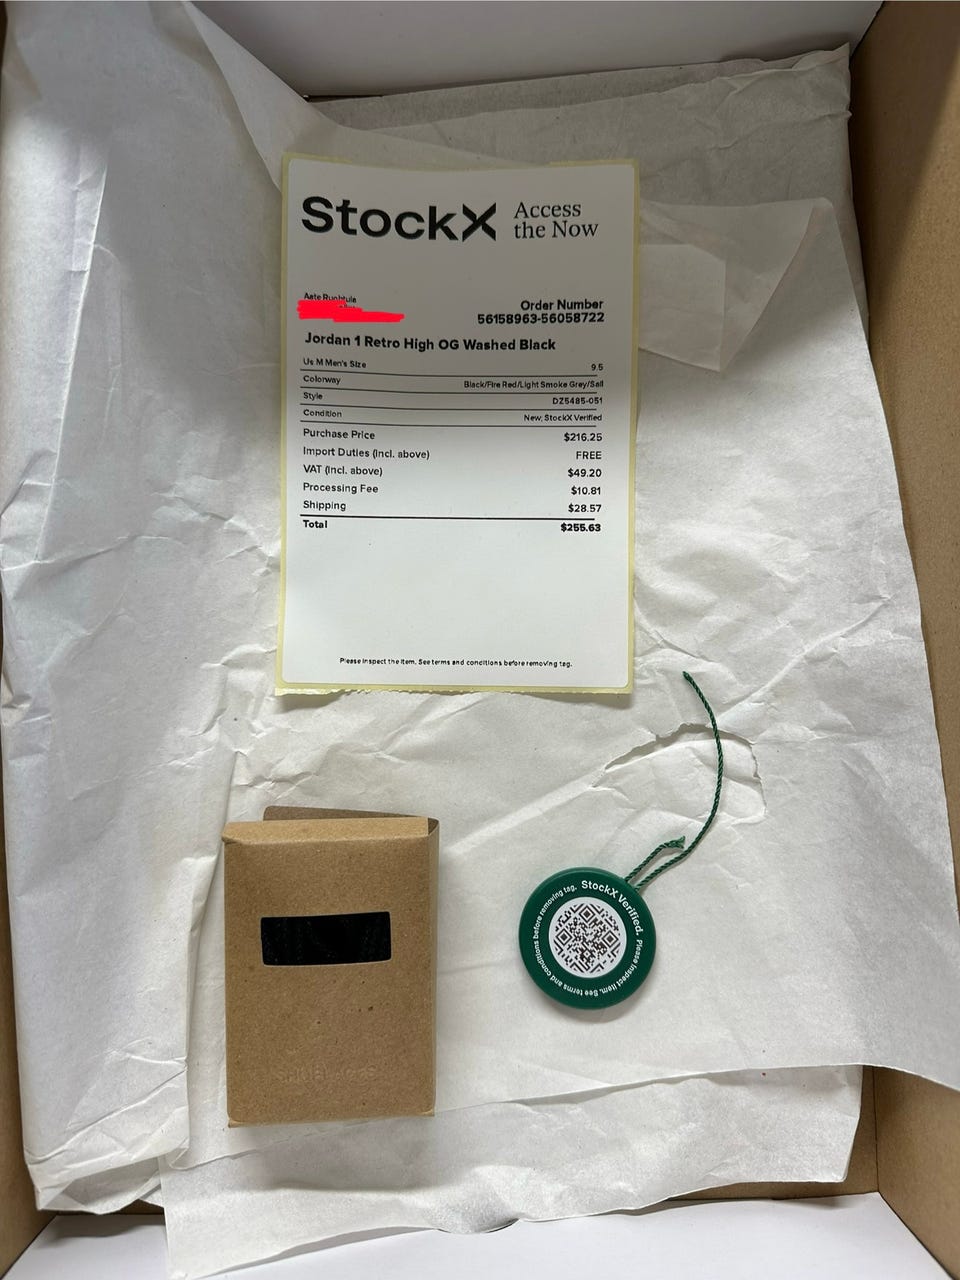 StockX Access
the Now
Order Number
56158963-56058722
Jordan 1 Retro High OG Washed Black
Us M Men's Size 9.5
Colorway Black/Fire Red/Light Smoke Grey/Sail
Style DZ5485-051
Condition New; StockX Verified
Purchase Price $216.25
Import Duties (incl. above) FREE
VAT (incl. above) $49.20
Processing Fee $10.81
Shipping $28.57
Total $255.63
Please inspect the item. See terms and conditions before removing tag.
StockX Verified. Please inspect item. See terms and conditions before removing tag.
SHOELACES